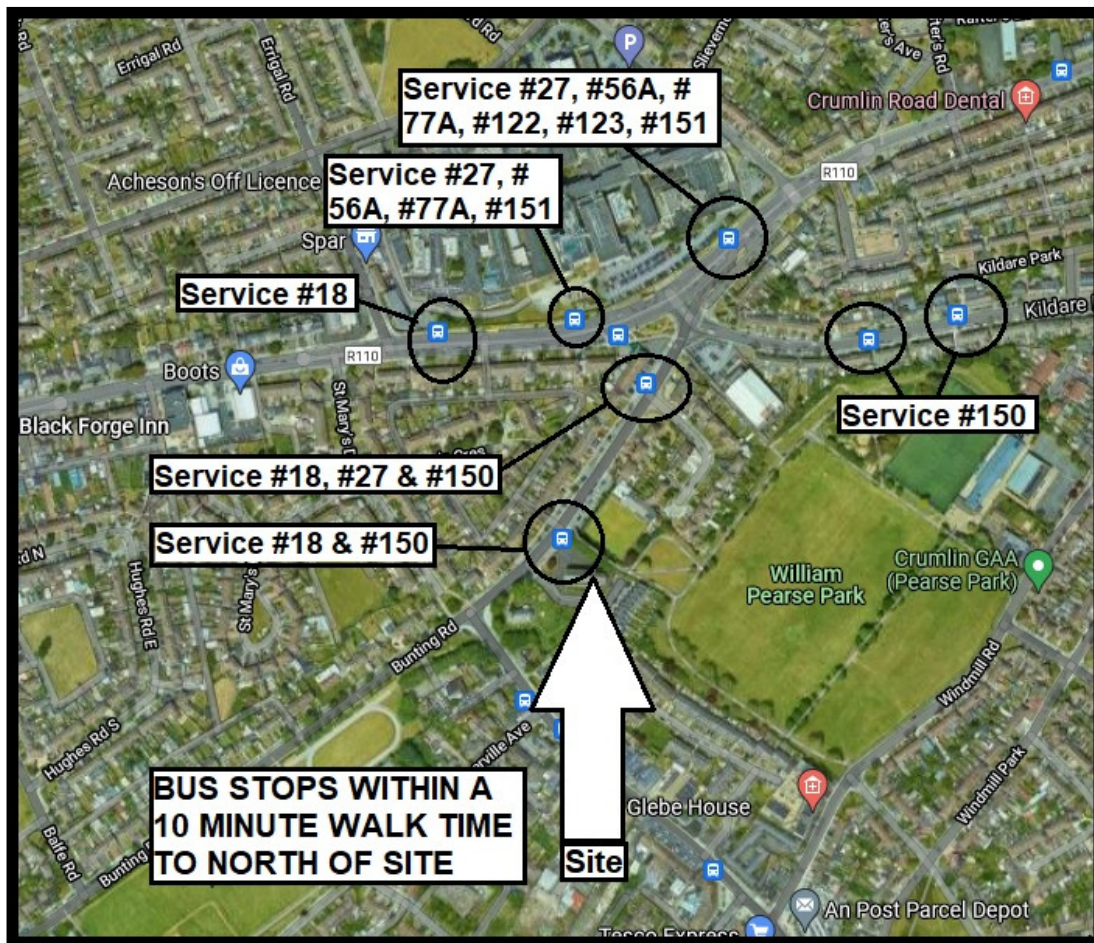 Errigal Rd
Errigal Rd
P
Service #27, #56A, #
77A, #122, #123, #151
Crumlin Road Dental
R110
Acheson's Off Licence
Service #27, #
56A, #77A, #151
Spar
Kildare Park
Service #18
Kildare
R110
Boots
Service #150
Black Forge Inn
Service #18, #27 & #150
Service #18 & #150
Crumlin GAA
(Pearse Park)
William
Pearse Park
Hughes Rd E
St Mary's
Bunting Rd
Windmill Rd
Hughes Rd S
Windmill Park
BUS STOPS WITHIN A
10 MINUTE WALK TIME
TO NORTH OF SITE
Glebe House
Balfe Rd
Bunting
Site
An Post Parcel Depot
Tesco Express